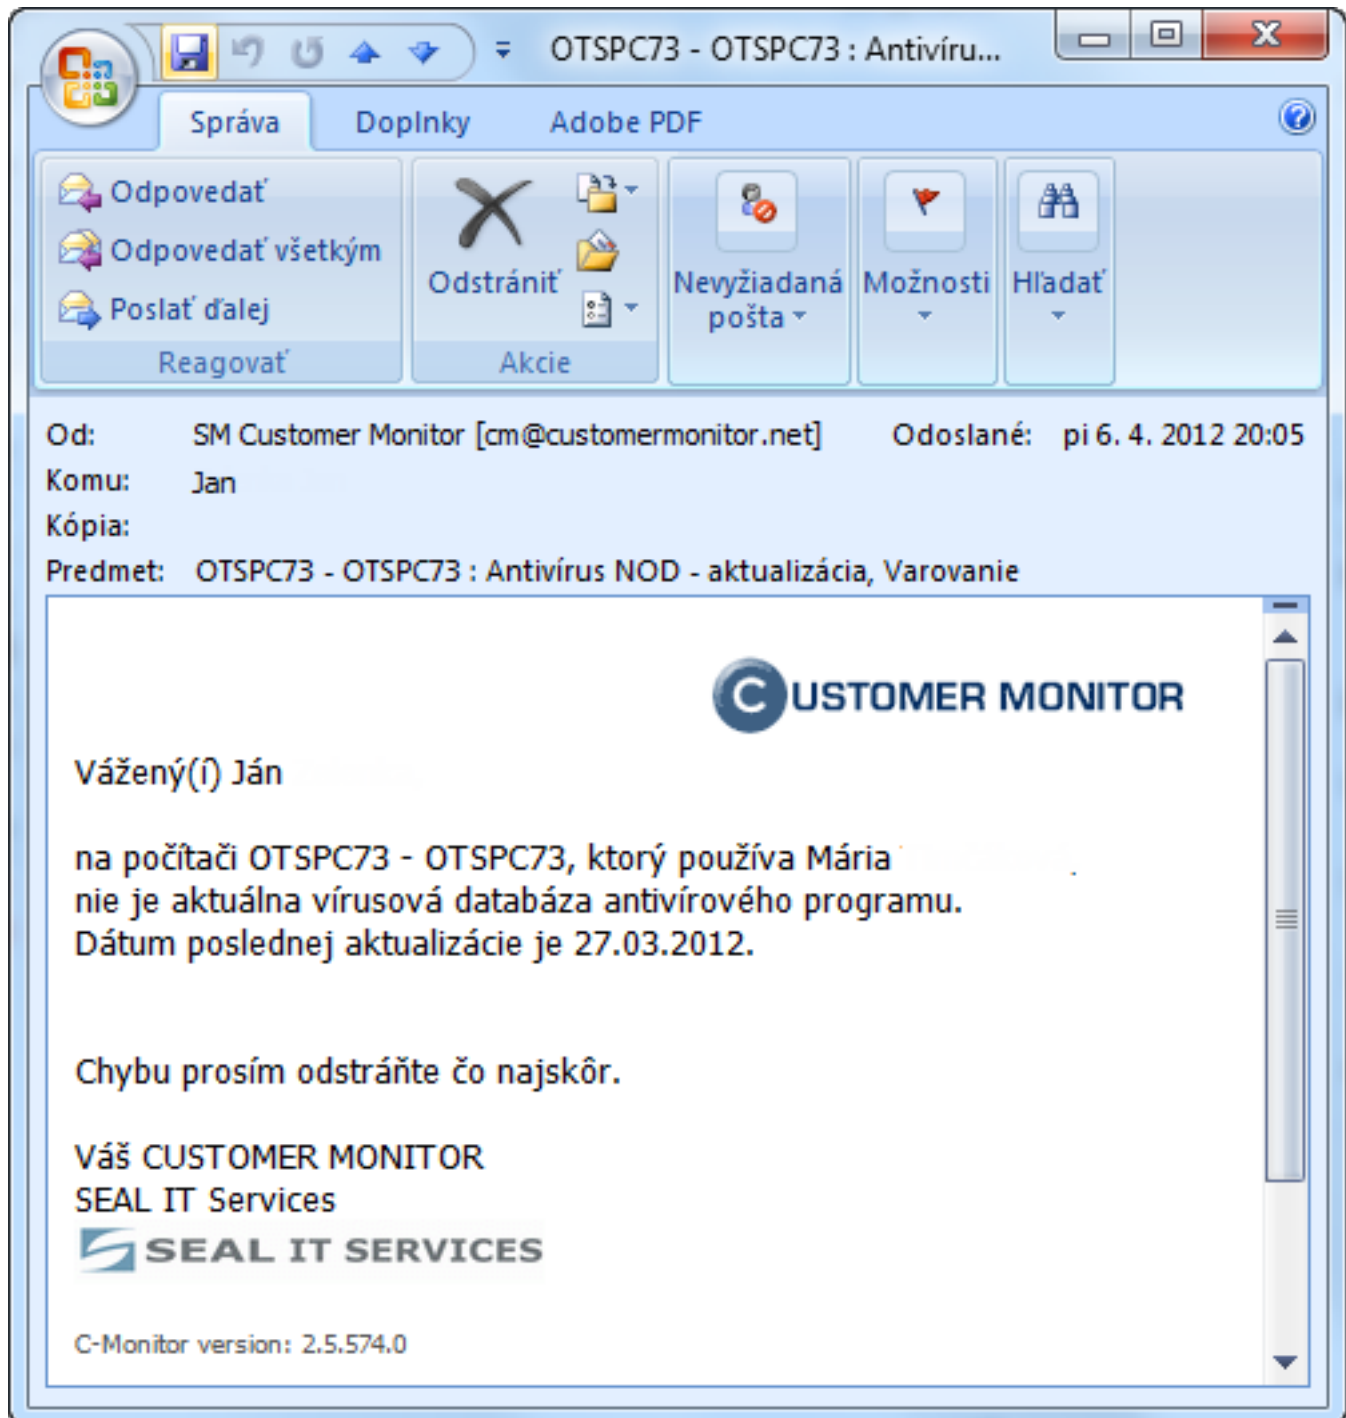 OTSPC73 - OTSPC73 : Antivíru...
Správa Doplnky Adobe PDF
Odpovedať
Odpovedať všetkým
Poslať ďalej
Reagovať
Odstrániť
Akcie
Nevyžiadaná
pošta
Možnosti
Hľadať
Od: SM Customer Monitor [cm@customermonitor.net] Odoslané: pi 6. 4. 2012 20:05
Komu: Jan
Kópia:
Predmet: OTSPC73 - OTSPC73 : Antivírus NOD - aktualizácia, Varovanie
CUSTOMER MONITOR
Vážený(í) Ján
na počítači OTSPC73 - OTSPC73, ktorý používa Mária
nie je aktuálna vírusová databáza antivírového programu.
Dátum poslednej aktualizácie je 27.03.2012.
Chybu prosím odstráňte čo najskôr.
Váš CUSTOMER MONITOR
SEAL IT Services
SEAL IT SERVICES
C-Monitor version: 2.5.574.0